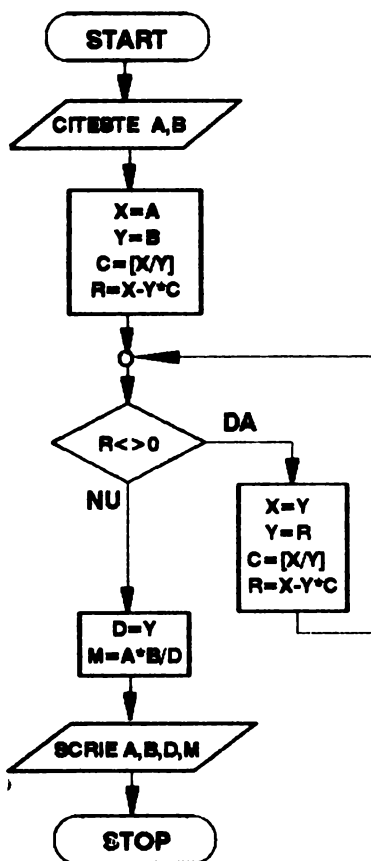 START
CITESTE A,B
X=A
Y=B
C=[X/Y]
R=X-Y*C
R<>0
DA
NU
X=Y
Y=R
C=[X/Y]
R=X-Y*C
D=Y
M=A*B/D
SCRIE A,B,D,M
STOP